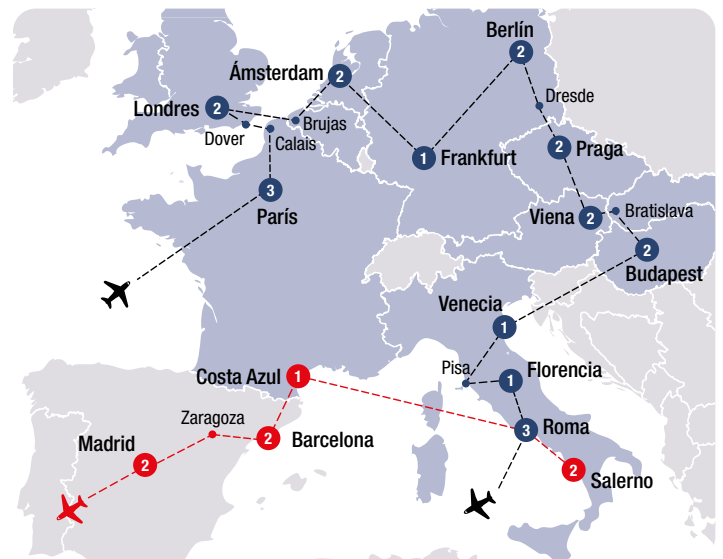 Berlín
2
Ámsterdam
2
Dresde
Londres
2
Brujas
Dover
Calais
1
Frankfurt
2
Praga
3
París
Viena
2
Bratislava
2
Budapest
Venecia
1
Pisa
Florencia
1
Costa Azul
1
Zaragoza
3
Roma
Madrid
2
2
Barcelona
2
Salerno